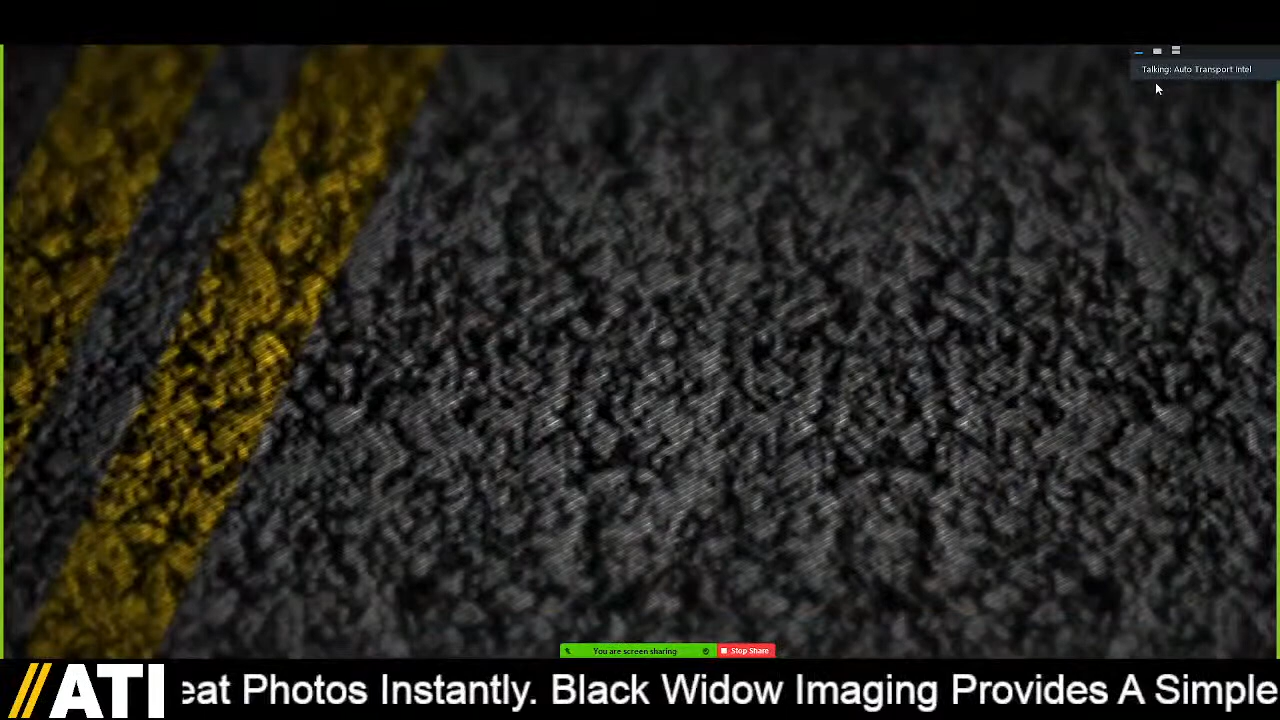 Talking: Auto Transport Intel
You are screen sharing
Stop Share
//ATI
eat Photos Instantly. Black Widow Imaging Provides A Simple